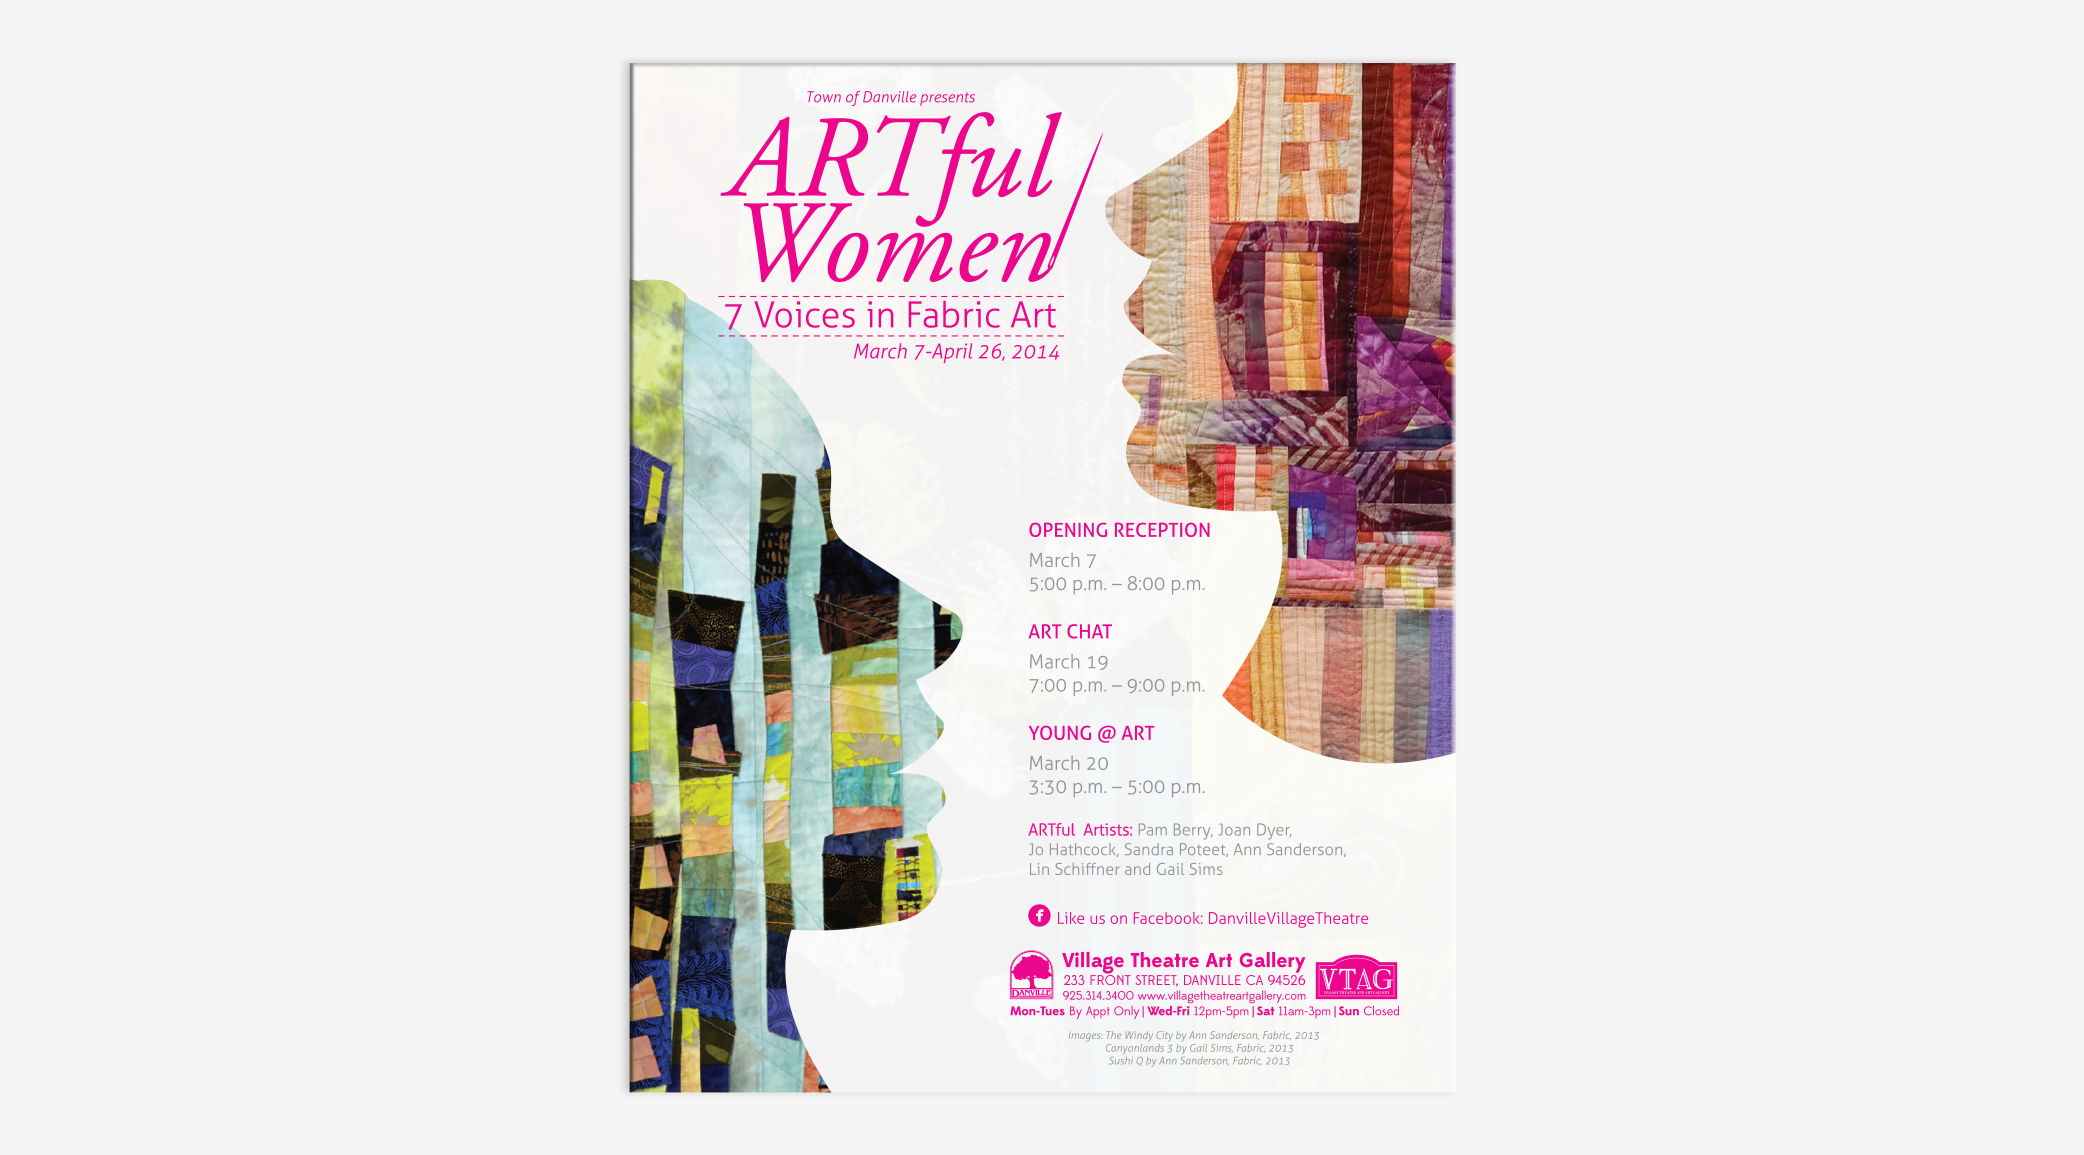 Town of Danville presents
ARTful
Women
7 Voices in Fabric Art
March 7-April 26, 2014
OPENING RECEPTION
March 7
5:00 p.m. – 8:00 p.m.
ART CHAT
March 19
7:00 p.m. – 9:00 p.m.
YOUNG @ ART
March 20
3:30 p.m. – 5:00 p.m.
ARTful Artists: Pam Berry, Joan Dyer,
Jo Hathcock, Sandra Poteet, Ann Sanderson,
Lin Schiffner and Gail Sims
Like us on Facebook: DanvilleVillageTheatre
DANVILLE
Village Theatre Art Gallery
233 FRONT STREET, DANVILLE CA 94526
925.314.3400 www.villagetheatreartgallery.com
VTAG
VILLAGE THEATRE AND ART GALLERY
Mon-Tues By Appt Only | Wed-Fri 12pm-5pm | Sat 11am-3pm | Sun Closed
Images: The Windy City by Ann Sanderson, Fabric, 2013
Canyonlands 3 by Gail Sims, Fabric, 2013
Sushi Q by Ann Sanderson, Fabric, 2013